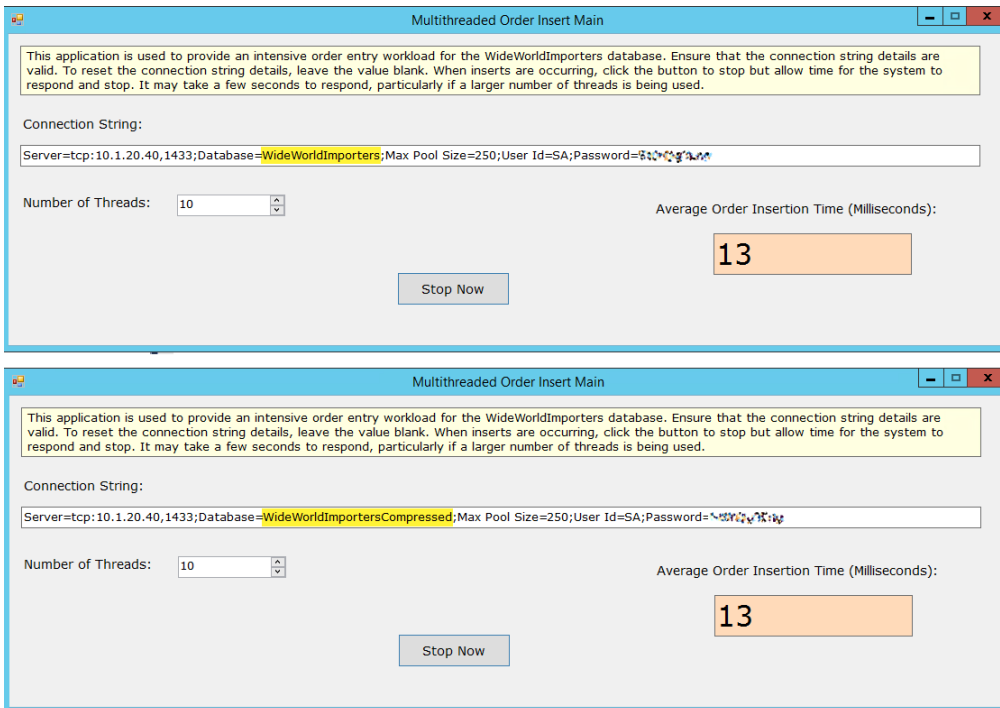 Multithreaded Order Insert Main
This application is used to provide an intensive order entry workload for the WideWorldImporters database. Ensure that the connection string details are
valid. To reset the connection string details, leave the value blank. When inserts are occurring, click the button to stop but allow time for the system to
respond and stop. It may take a few seconds to respond, particularly if a larger number of threads is being used.
Connection String:
Server=tcp:10.1.20.40,1433;Database=WideWorldImporters;Max Pool Size=250;User Id=SA;Password=
Number of Threads:
10
Average Order Insertion Time (Milliseconds):
13
Stop Now
Multithreaded Order Insert Main
This application is used to provide an intensive order entry workload for the WideWorldImporters database. Ensure that the connection string details are
valid. To reset the connection string details, leave the value blank. When inserts are occurring, click the button to stop but allow time for the system to
respond and stop. It may take a few seconds to respond, particularly if a larger number of threads is being used.
Connection String:
Server=tcp:10.1.20.40,1433;Database=WideWorldImportersCompressed;Max Pool Size=250;User Id=SA;Password=
Number of Threads:
10
Average Order Insertion Time (Milliseconds):
13
Stop Now